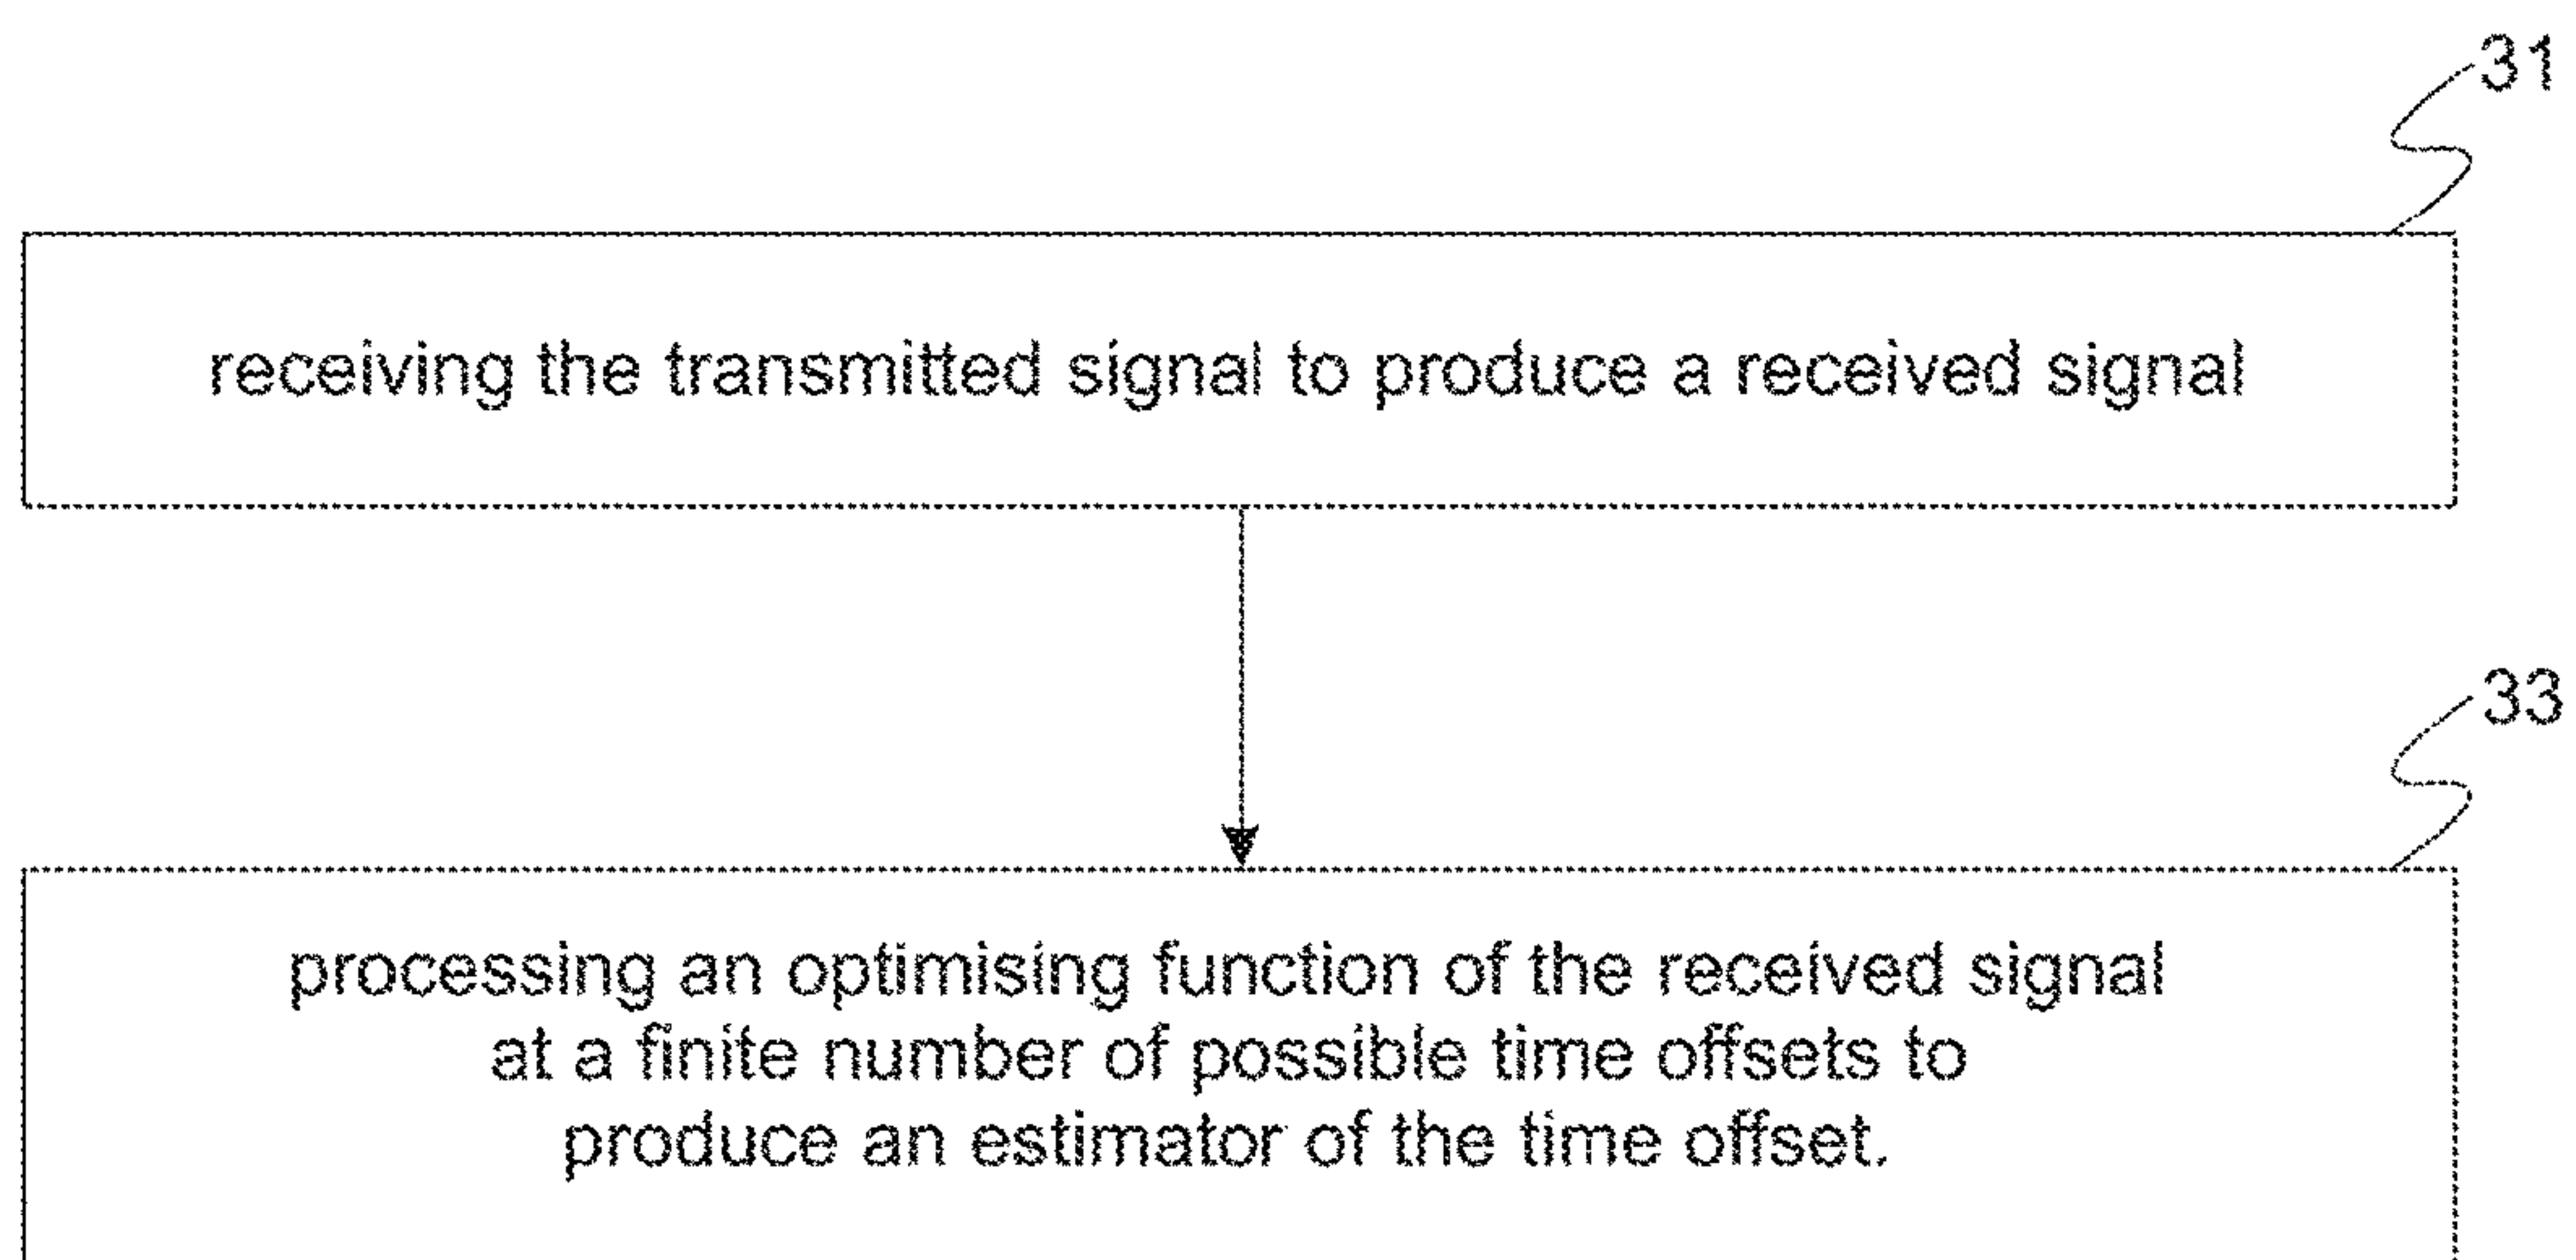 31
receiving the transmitted signal to produce a received signal
33
processing an optimising function of the received signal
at a finite number of possible time offsets to
produce an estimator of the time offset.